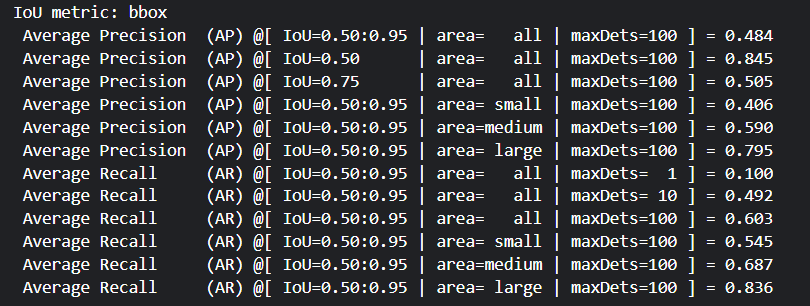 IoU metric: bbox
 Average Precision  (AP) @[ IoU=0.50:0.95 | area=   all | maxDets=100 ] = 0.484
 Average Precision  (AP) @[ IoU=0.50      | area=   all | maxDets=100 ] = 0.845
 Average Precision  (AP) @[ IoU=0.75      | area=   all | maxDets=100 ] = 0.505
 Average Precision  (AP) @[ IoU=0.50:0.95 | area= small | maxDets=100 ] = 0.406
 Average Precision  (AP) @[ IoU=0.50:0.95 | area=medium | maxDets=100 ] = 0.590
 Average Precision  (AP) @[ IoU=0.50:0.95 | area= large | maxDets=100 ] = 0.795
 Average Recall     (AR) @[ IoU=0.50:0.95 | area=   all | maxDets=  1 ] = 0.100
 Average Recall     (AR) @[ IoU=0.50:0.95 | area=   all | maxDets= 10 ] = 0.492
 Average Recall     (AR) @[ IoU=0.50:0.95 | area=   all | maxDets=100 ] = 0.603
 Average Recall     (AR) @[ IoU=0.50:0.95 | area= small | maxDets=100 ] = 0.545
 Average Recall     (AR) @[ IoU=0.50:0.95 | area=medium | maxDets=100 ] = 0.687
 Average Recall     (AR) @[ IoU=0.50:0.95 | area= large | maxDets=100 ] = 0.836